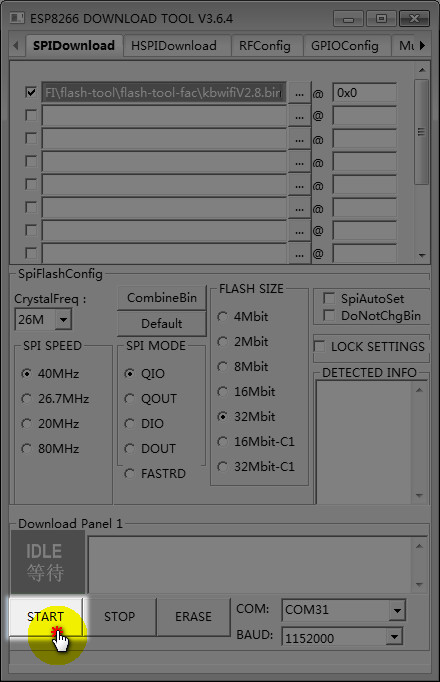 ESP8266 DOWNLOAD TOOL V3.6.4
SPIDownload HSPIDownload RFConfig GPIOConfig Mu
FI\flash-tool\flash-tool-fac\kbwifiV2.8.bin ... @ 0x0
... @
... @
... @
... @
... @
... @
... @
SpiFlashConfig
CrystalFreq :
26M
CombineBin
Default
SPI SPEED
40MHz
26.7MHz
20MHz
80MHz
SPI MODE
QIO
QOUT
DIO
DOUT
FASTRD
FLASH SIZE
4Mbit
2Mbit
8Mbit
16Mbit
32Mbit
16Mbit-C1
32Mbit-C1
SpiAutoSet
DoNotChgBin
LOCK SETTINGS
DETECTED INFO
Download Panel 1
IDLE
等待
START STOP ERASE
COM: COM31
BAUD: 1152000